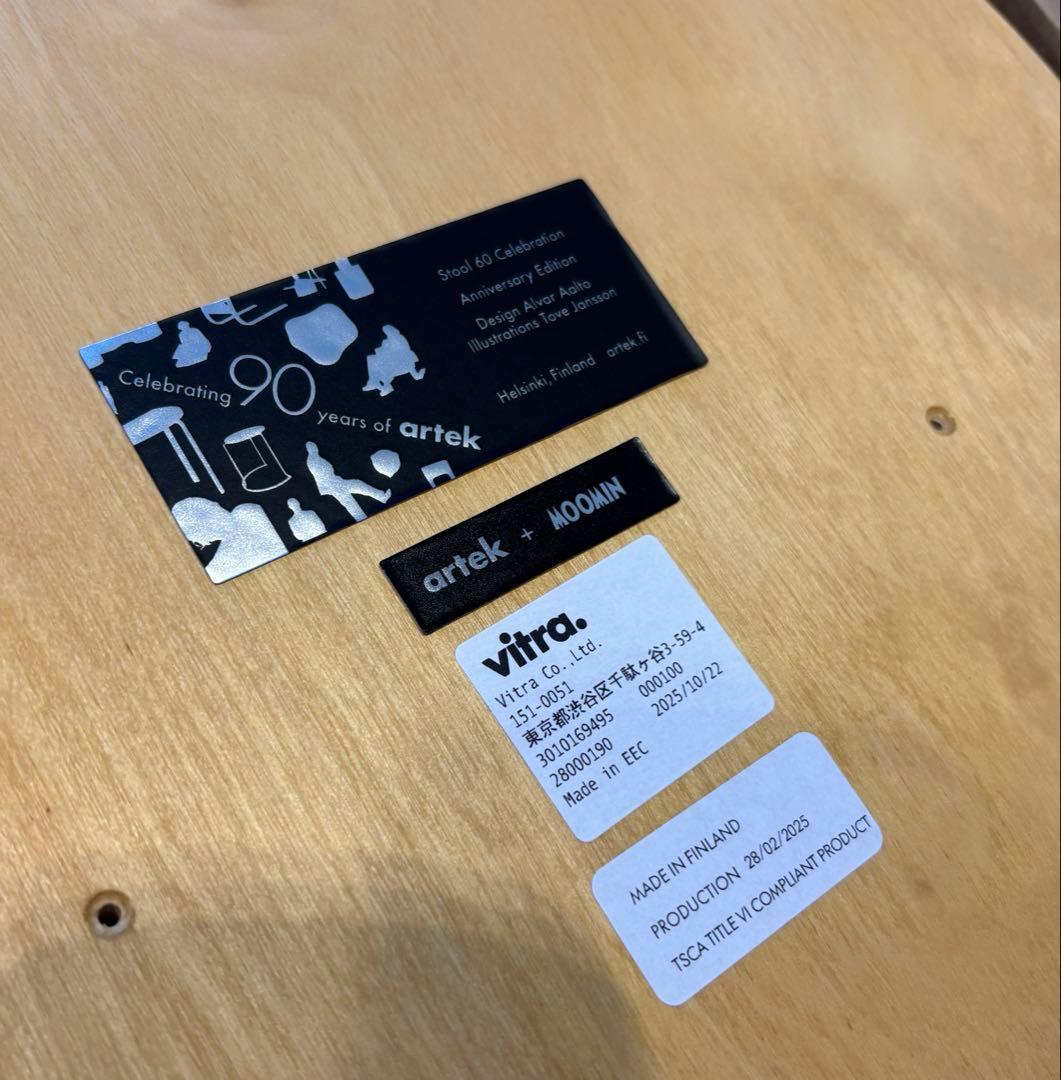 Celebrating 90
years of artek
Stool 60 Celebration
Anniversary Edition
Design Alvar Aalto
Illustrations Tove Jansson
Helsinki, Finland artek.fi
artek + MOOMIN
vitra.
Vitra Co.,Ltd.
151-0051
東京都渋谷区千駄ヶ谷3-59-4
3010169495 000100
28000190 2025/10/22
Made in EEC
MADE IN FINLAND
PRODUCTION 28/02/2025
TSCA TITLE VI COMPLIANT PRODUCT